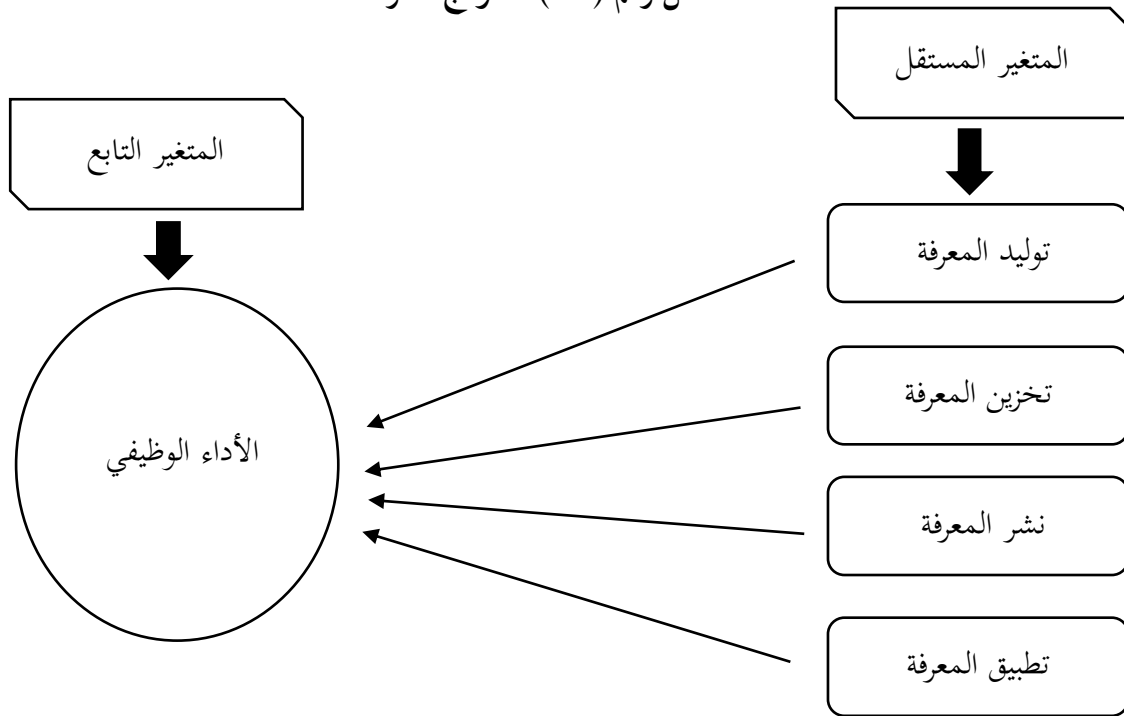 المتغير المستقل
المتغير التابع
توليد المعرفة
تخزين المعرفة
الأداء الوظيفي
نشر المعرفة
تطبيق المعرفة